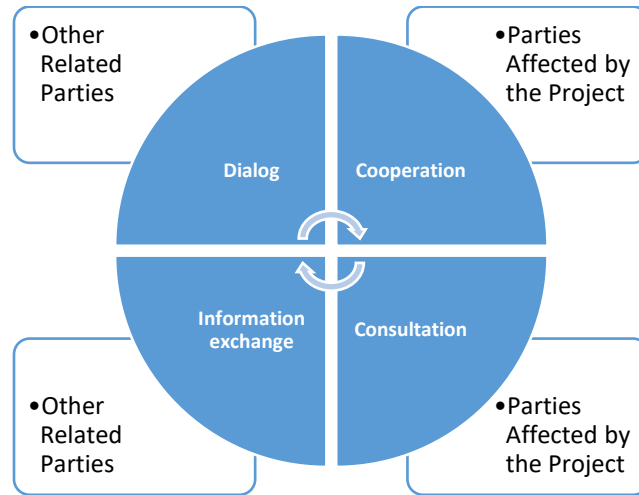 •Other
Related
Parties
•Parties
Affected by
the Project
Dialog
Cooperation
Information
exchange
Consultation
•Other
Related
Parties
•Parties
Affected by
the Project